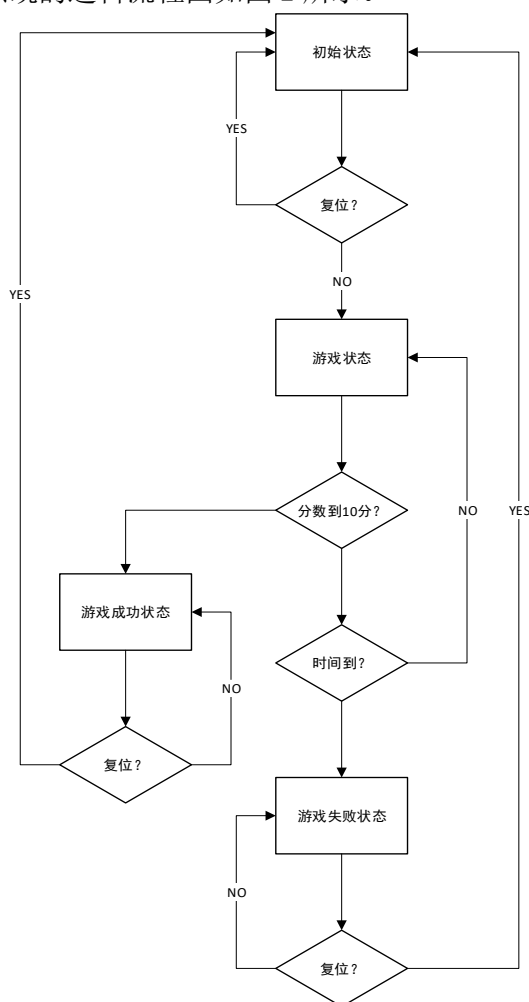 初始状态
YES
复位？
NO
YES
游戏状态
分数到10分？
NO
YES
游戏成功状态
时间到？
NO
复位？
游戏失败状态
NO
复位？